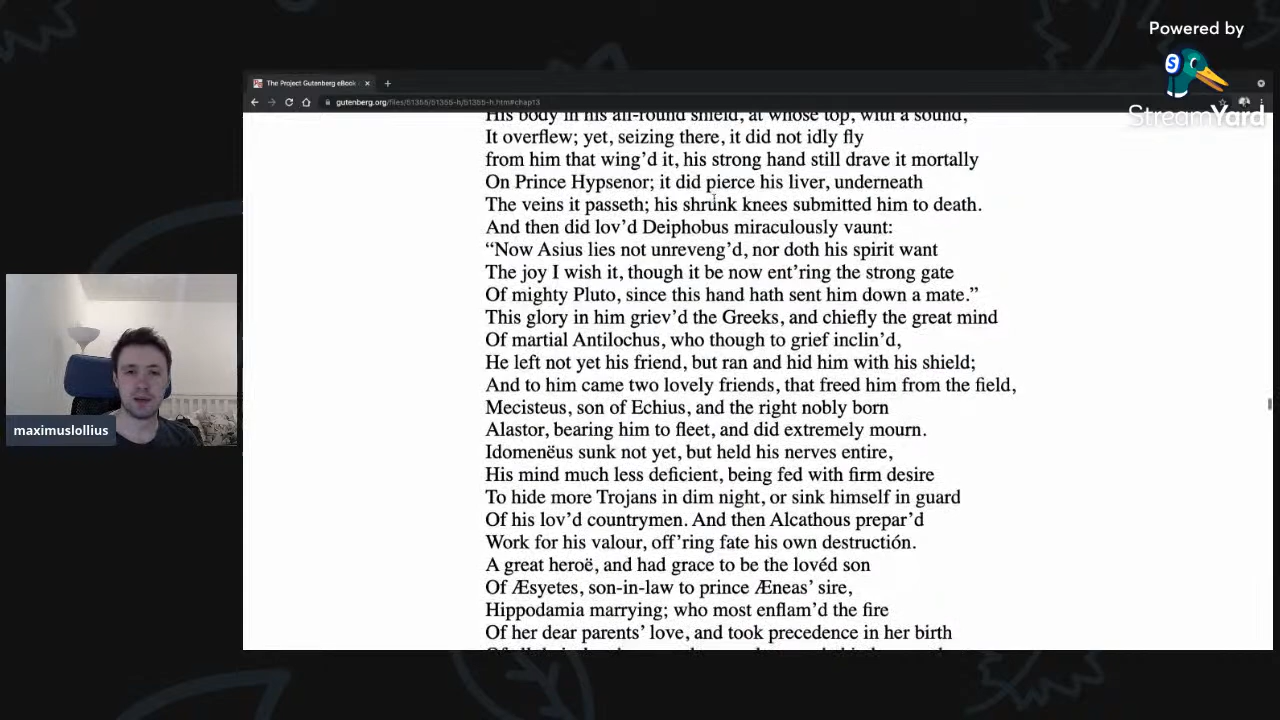 Powered by
StreamYard
The Project Gutenberg eBook
gutenberg.org/files/51355/51355-h/51355-h.htm#chap13
His body in his all-round shield, at whose top, with a sound,
It overflew; yet, seizing there, it did not idly fly
from him that wing’d it, his strong hand still drave it mortally
On Prince Hypsenor; it did pierce his liver, underneath
The veins it passeth; his shrunk knees submitted him to death.
And then did lov’d Deiphobus miraculously vaunt:
“Now Asius lies not unreveng’d, nor doth his spirit want
The joy I wish it, though it be now ent’ring the strong gate
Of mighty Pluto, since this hand hath sent him down a mate.”
This glory in him griev’d the Greeks, and chiefly the great mind
Of martial Antilochus, who though to grief inclin’d,
He left not yet his friend, but ran and hid him with his shield;
And to him came two lovely friends, that freed him from the field,
Mecisteus, son of Echius, and the right nobly born
Alastor, bearing him to fleet, and did extremely mourn.
Idomenëus sunk not yet, but held his nerves entire,
His mind much less deficient, being fed with firm desire
To hide more Trojans in dim night, or sink himself in guard
Of his lov’d countrymen. And then Alcathous prepar’d
Work for his valour, off’ring fate his own destructión.
A great heroë, and had grace to be the lovéd son
Of Æsyetes, son-in-law to prince Æneas’ sire,
Hippodamia marrying; who most enflam’d the fire
Of her dear parents’ love, and took precedence in her birth
maximuslollius